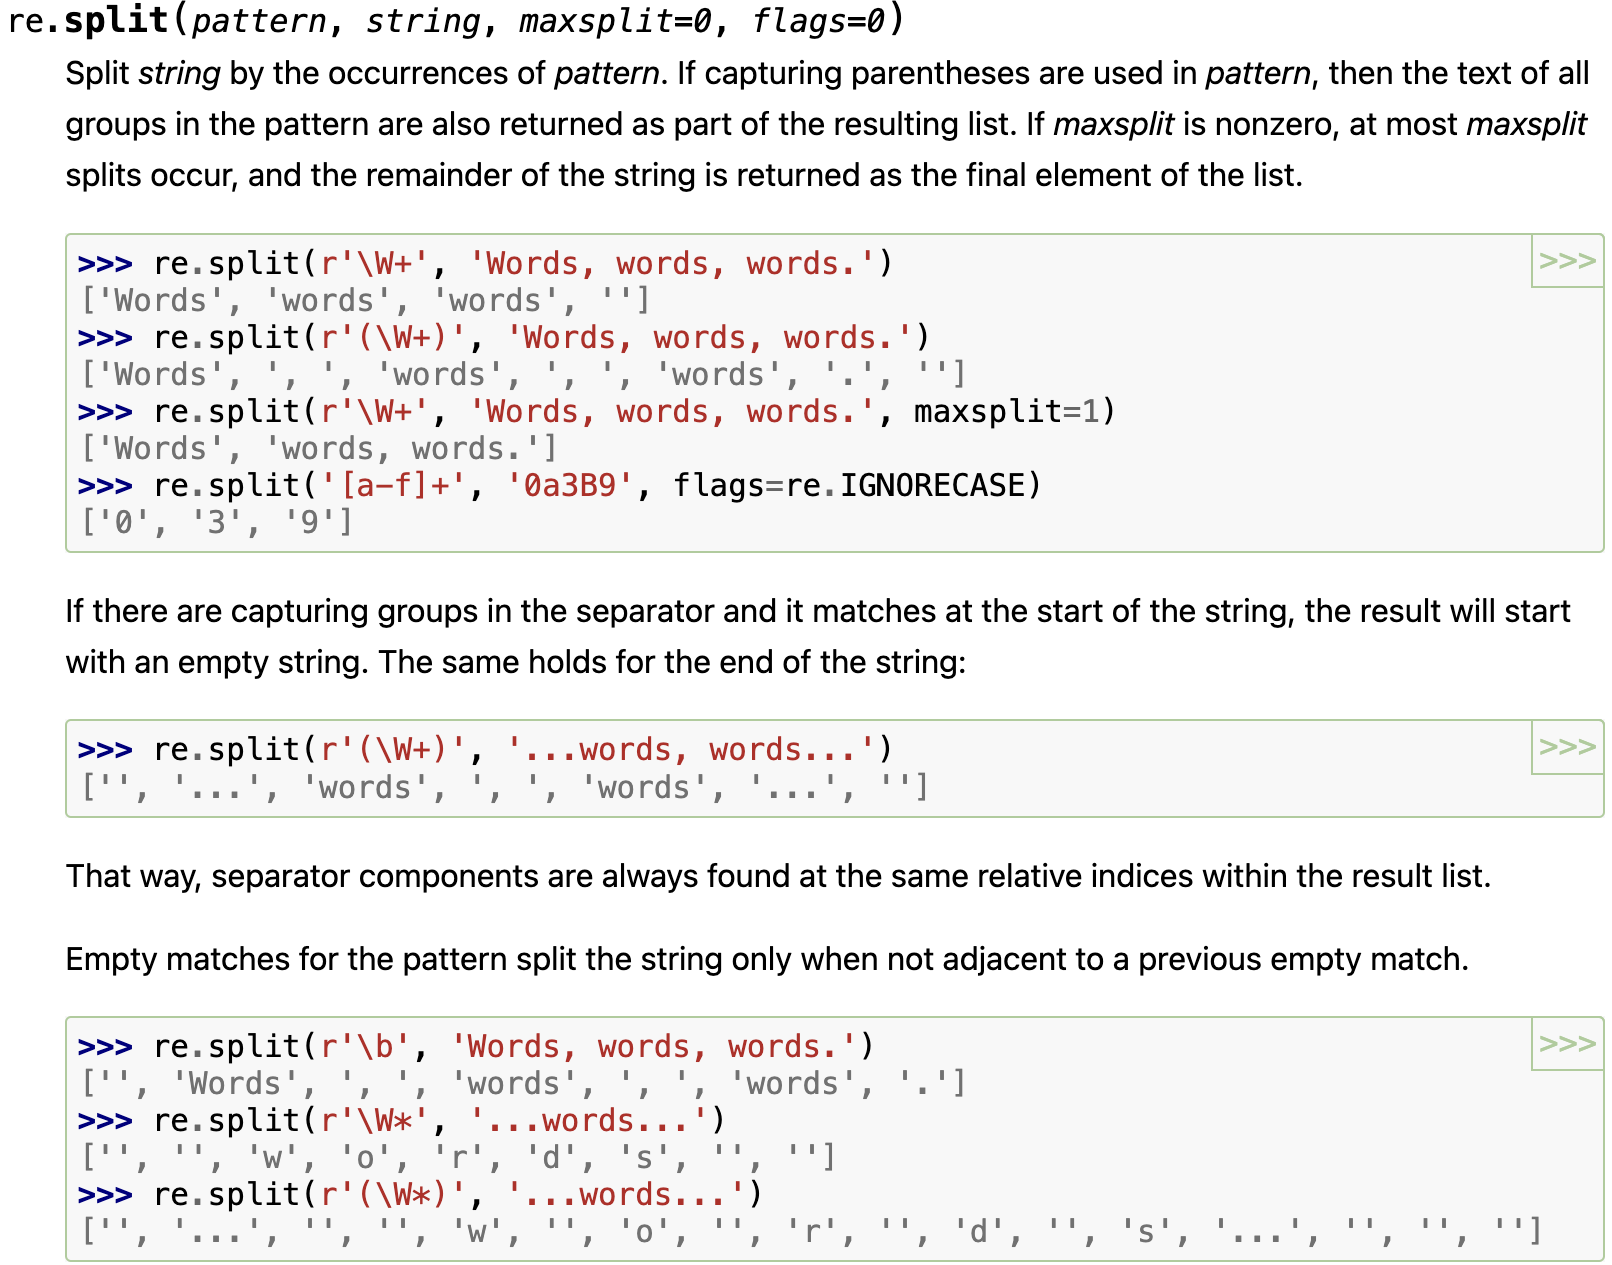 re.split(pattern, string, maxsplit=0, flags=0)
Split string by the occurrences of pattern. If capturing parentheses are used in pattern, then the text of all
groups in the pattern are also returned as part of the resulting list. If maxsplit is nonzero, at most maxsplit
splits occur, and the remainder of the string is returned as the final element of the list.
>>> re.split(r'\W+', 'Words, words, words.') >>>
['Words', 'words', 'words', '']
>>> re.split(r'(\W+)', 'Words, words, words.')
['Words', ', ', 'words', ', ', 'words', '.', '']
>>> re.split(r'\W+', 'Words, words, words.', maxsplit=1)
['Words', 'words, words.']
>>> re.split('[a-f]+', '0a3B9', flags=re.IGNORECASE)
['0', '3', '9']
If there are capturing groups in the separator and it matches at the start of the string, the result will start
with an empty string. The same holds for the end of the string:
>>> re.split(r'(\W+)', '...words, words...') >>>
['', '...', 'words', ', ', 'words', '...', '']
That way, separator components are always found at the same relative indices within the result list.
Empty matches for the pattern split the string only when not adjacent to a previous empty match.
>>> re.split(r'\b', 'Words, words, words.') >>>
['', 'Words', ', ', 'words', ', ', 'words', '.']
>>> re.split(r'\W*', '...words...')
['', '', 'w', 'o', 'r', 'd', 's', '', '']
>>> re.split(r'(\W*)', '...words...')
['', '...', '', '', 'w', '', 'o', '', 'r', '', 'd', '', 's', '...', '', '', '']